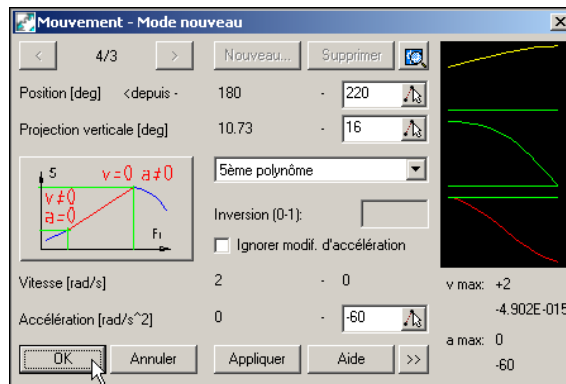 Mouvement - Mode nouveau
< 4/3 > Nouveau... Supprimer
Position [deg] <depuis - 180 - 220
Projection verticale [deg] 10.73 - 16
S v=0 a≠0
v≠0
a=0
F1
5ème polynôme
Inversion (0-1):
Ignorer modif. d'accélération
Vitesse [rad/s] 2 - 0
v max: +2
-4.902E-015
Accélération [rad/s^2] 0 - -60
a max: 0
-60
OK Annuler Appliquer Aide >>